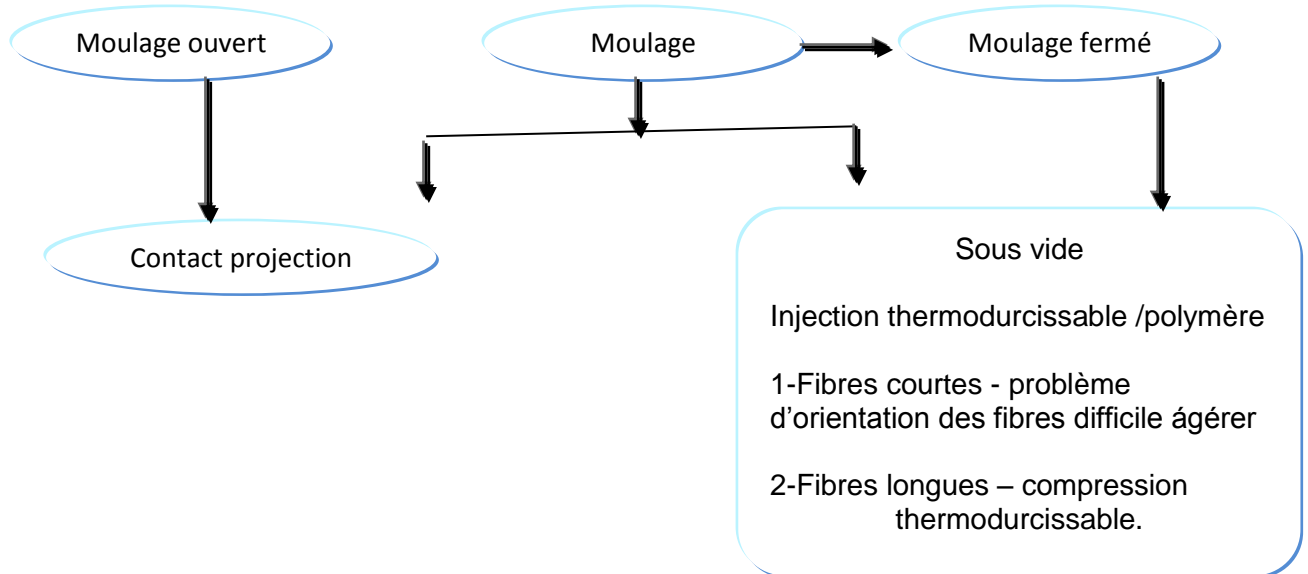 Moulage ouvert
Moulage
Moulage fermé
Contact projection
Sous vide
Injection thermodurcissable /polymère
1-Fibres courtes - problème
d’orientation des fibres difficile ágérer
2-Fibres longues – compression
thermodurcissable.